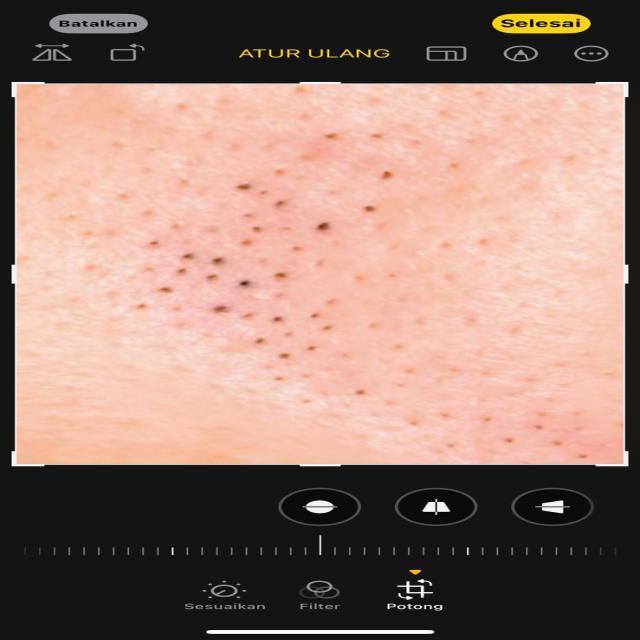 Batalkan
Selesai
ATUR ULANG
Sesuaikan
Filter
Potong